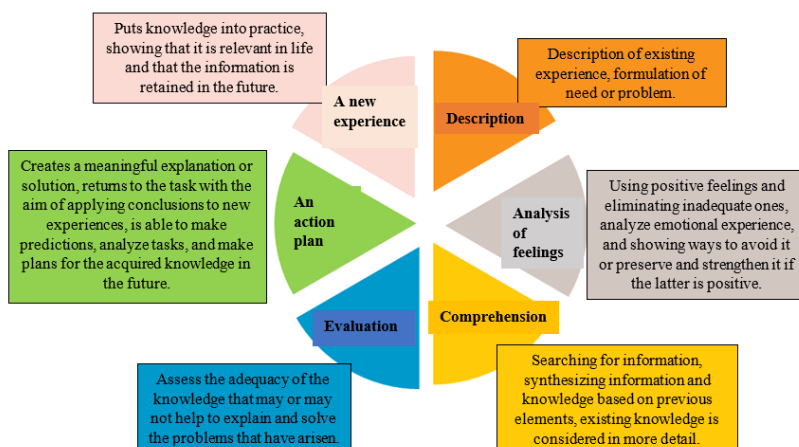 Puts knowledge into practice,
showing that it is relevant in life
and that the information is
retained in the future.
A new
experience
Description
Description of existing
experience, formulation of
need or problem.
Creates a meaningful explanation or
solution, returns to the task with the
aim of applying conclusions to new
experiences, is able to make
predictions, analyze tasks, and make
plans for the acquired knowledge in
the future.
An
action
plan
Analysis
of
feelings
Using positive feelings and
eliminating inadequate ones,
analyze emotional experience,
and showing ways to avoid it
or preserve and strengthen it if
the latter is positive.
Evaluation
Comprehension
Assess the adequacy of the
knowledge that may or may
not help to explain and solve
the problems that have arisen.
Searching for information,
synthesizing information and
knowledge based on previous
elements, existing knowledge is
considered in more detail.